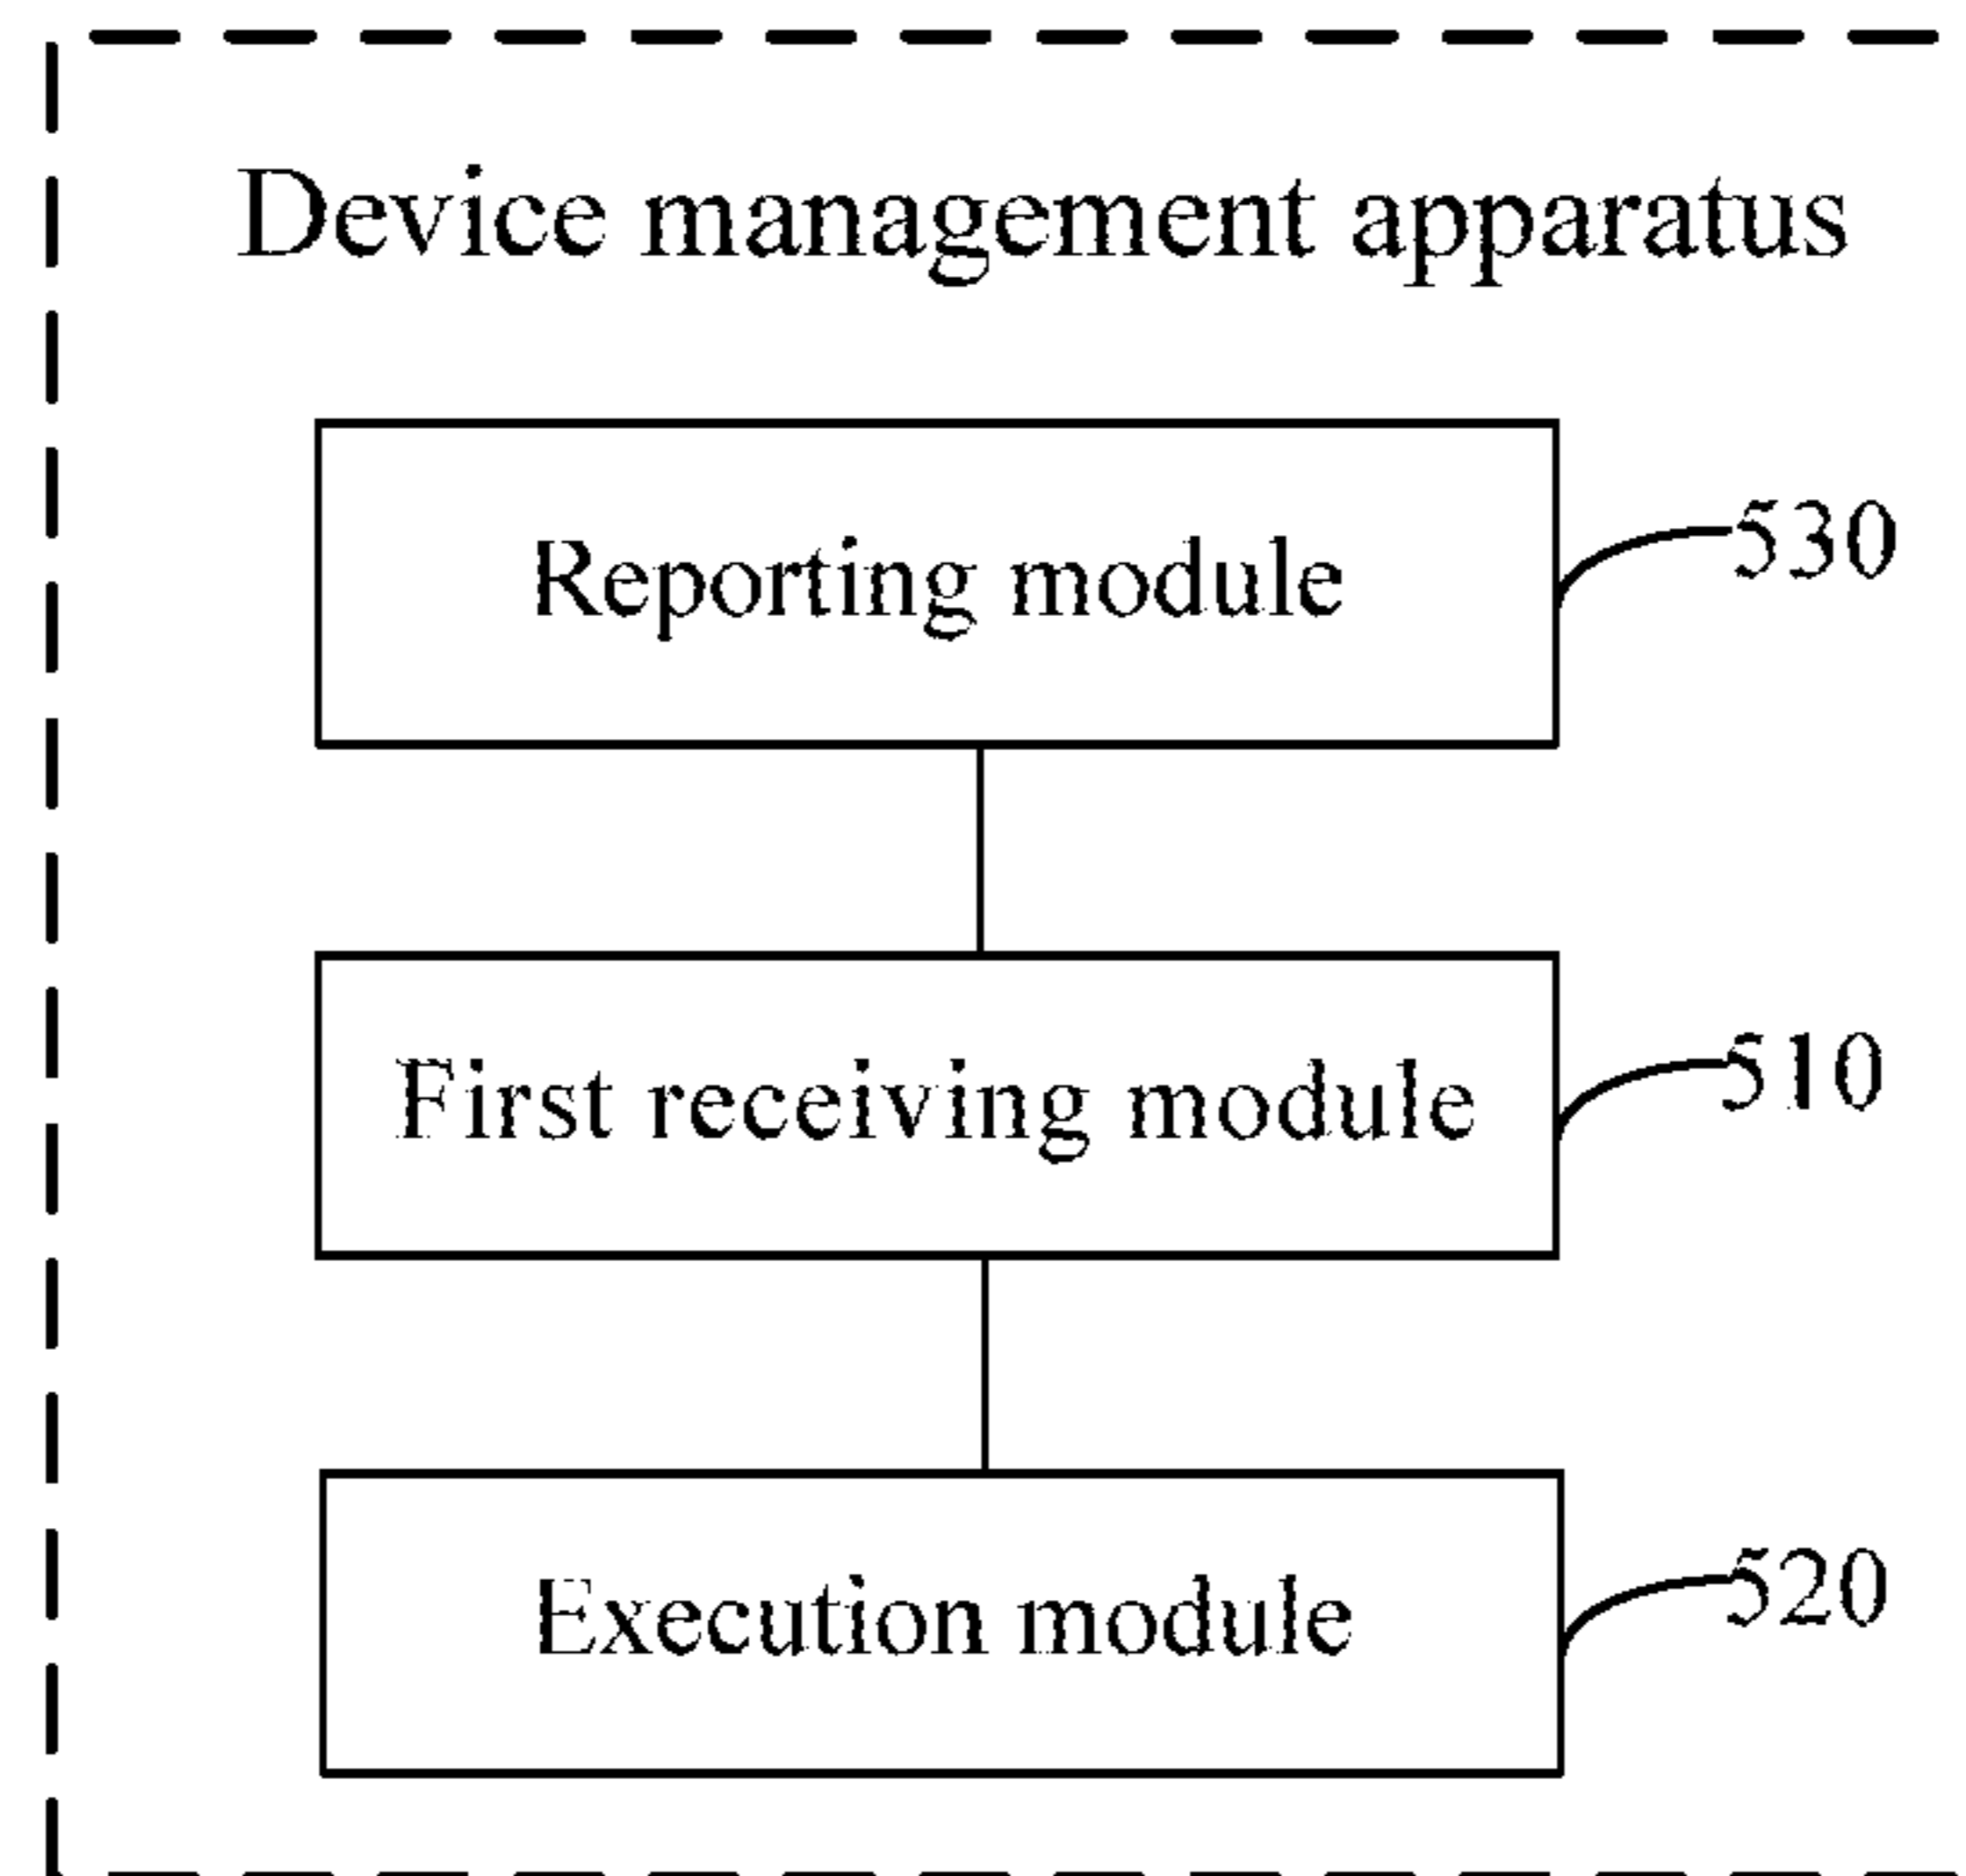 Device management apparatus
Reporting module
530
First receiving module
510
Execution module
520